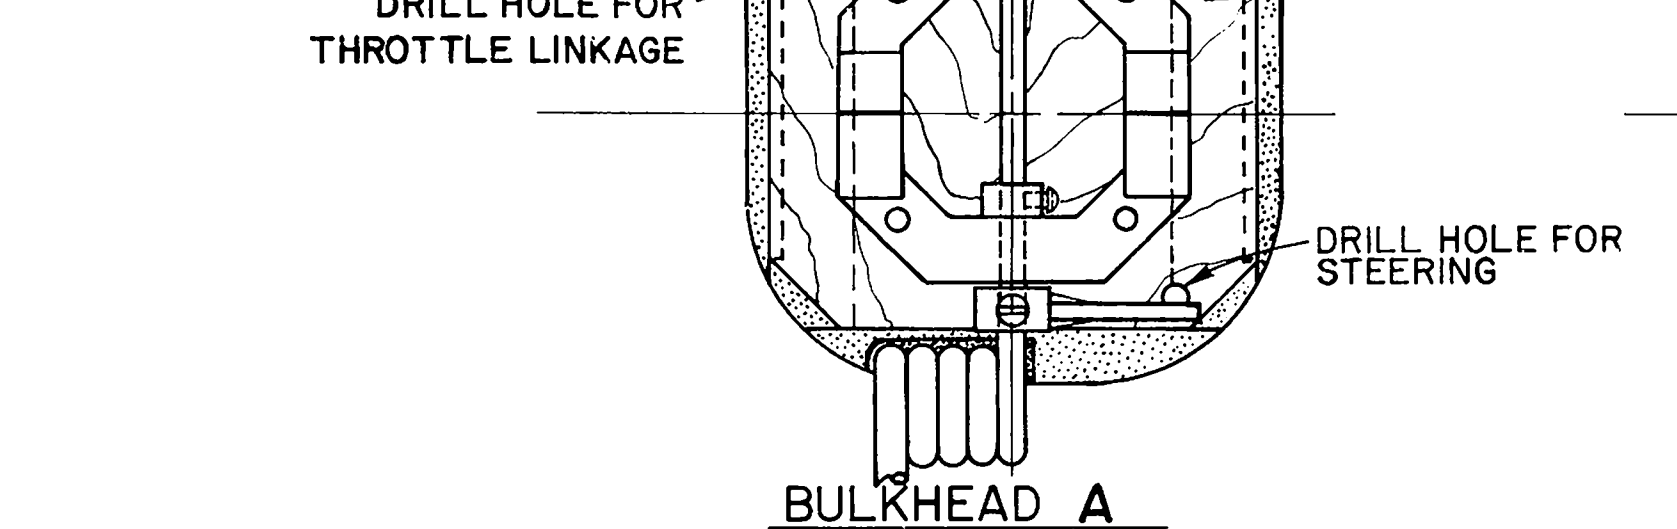 DRILL HOLE FOR
THROTTLE LINKAGE
DRILL HOLE FOR
STEERING
BULKHEAD A